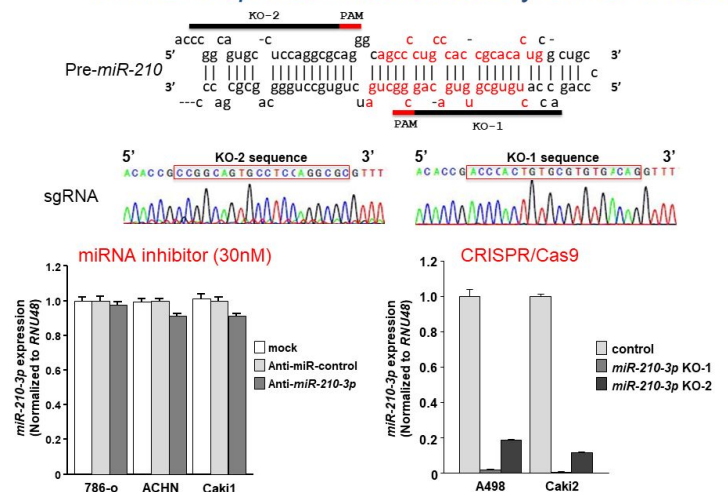 KO-2 PAM
accc ca -c gg c cc - c c -
5' gg gugc uccaggcgcag cagcc cug cac cgcaca ug g cugc 3'
Pre-miR-210 c
3' cc cgcg ggguccguguc gucggg gac gug gcgugu acc gacc 5'
---c ag ac ua c -a u c c a
PAM KO-1
5' KO-2 sequence 3' 5' KO-1 sequence 3'
ACACCGCCGGCAGTGCCTCCAGGCGCGTTT ACACCGACCCACTGTGCGTGTGACAGGTTT
sgRNA
miRNA inhibitor (30nM)
miR-210-3p expression
(Normalized to RNU48)
1.2
1.0
0.8
0.6
0.4
0.2
0
786-o ACHN Caki1
mock
Anti-miR-control
Anti-miR-210-3p
CRISPR/Cas9
miR-210-3p expression
(Normalized to RNU48)
1.2
1.0
0.8
0.6
0.4
0.2
0
A498 Caki2
control
miR-210-3p KO-1
miR-210-3p KO-2